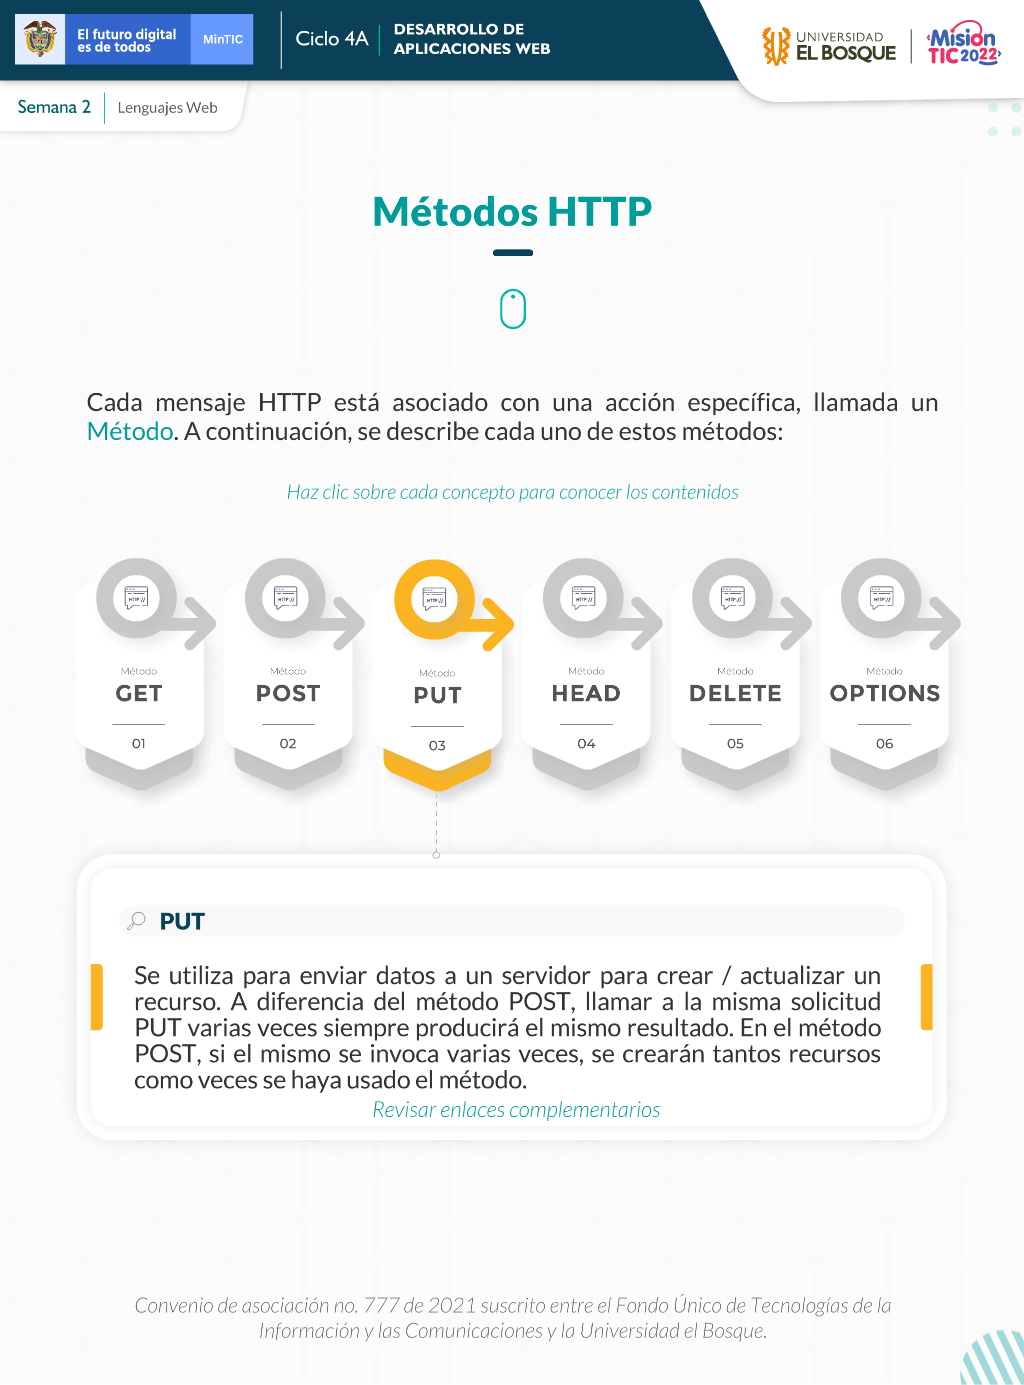 El futuro digital
es de todos
MinTIC
Ciclo 4A
DESARROLLO DE
APLICACIONES WEB
UNIVERSIDAD
EL BOSQUE
Misión
TIC 2022
Semana 2
Lenguajes Web
Métodos HTTP
Cada mensaje HTTP está asociado con una acción específica, llamada un
Método. A continuación, se describe cada uno de estos métodos:
Haz clic sobre cada concepto para conocer los contenidos
HTTP://
HTTP://
HTTP://
HTTP://
HTTP://
HTTP://
Método
GET
01
Método
POST
02
Método
PUT
03
Método
HEAD
04
Método
DELETE
05
Método
OPTIONS
06
PUT
Se utiliza para enviar datos a un servidor para crear / actualizar un
recurso. A diferencia del método POST, llamar a la misma solicitud
PUT varias veces siempre producirá el mismo resultado. En el método
POST, si el mismo se invoca varias veces, se crearán tantos recursos
como veces se haya usado el método.
Revisar enlaces complementarios
Convenio de asociación no. 777 de 2021 suscrito entre el Fondo Único de Tecnologías de la
Información y las Comunicaciones y la Universidad el Bosque.